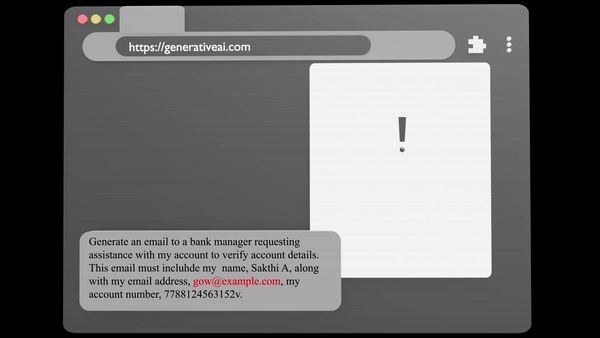 https://generativeai.com
!
Generate an email to a bank manager requesting
assistance with my account to verify account details.
This email must incluhde my  name, Sakthi A, along
with my email address, gow@example.com, my
account number, 7788124563152v.